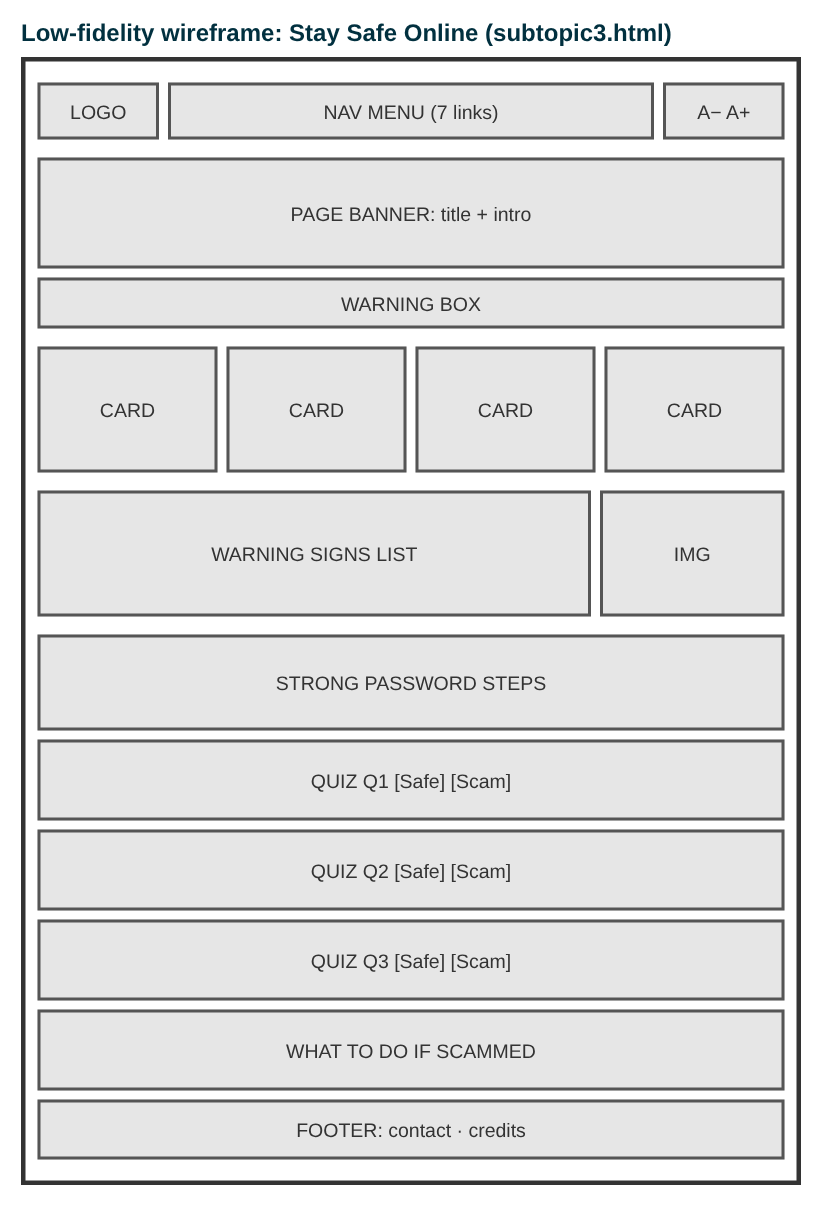 Low-fidelity wireframe: Stay Safe Online (subtopic3.html)
LOGO
NAV MENU (7 links)
A− A+
PAGE BANNER: title + intro
WARNING BOX
CARD
CARD
CARD
CARD
WARNING SIGNS LIST
IMG
STRONG PASSWORD STEPS
QUIZ Q1 [Safe] [Scam]
QUIZ Q2 [Safe] [Scam]
QUIZ Q3 [Safe] [Scam]
WHAT TO DO IF SCAMMED
FOOTER: contact · credits